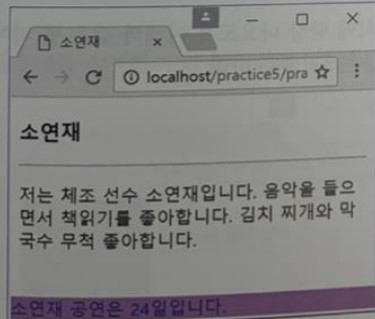 소연재
localhost/practice5/pra
소연재
저는 체조 선수 소연재입니다. 음악을 들으
면서 책읽기를 좋아합니다. 김치 찌개와 막
국수 무척 좋아합니다.
소연재 공연은 24일입니다.